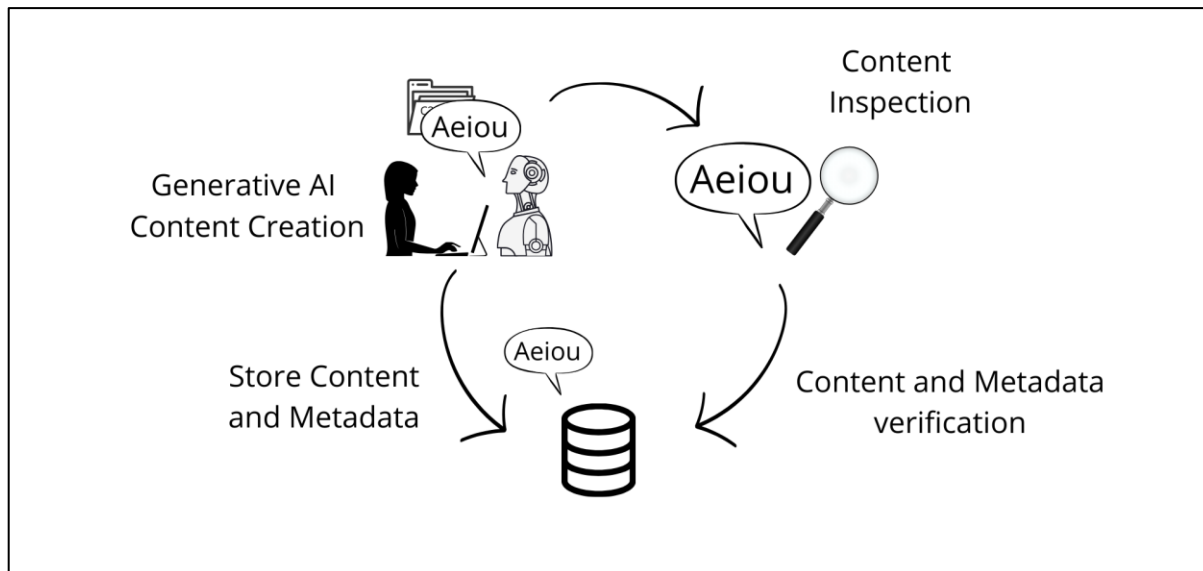 Content
Inspection
Aeiou
Aeiou
Generative AI
Content Creation
Aeiou
Store Content
and Metadata
Content and Metadata
verification